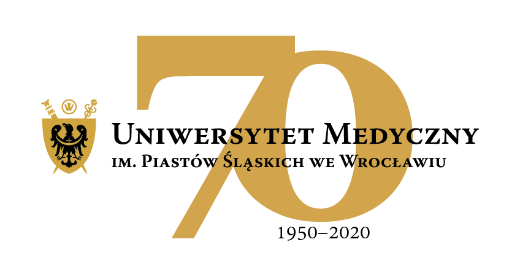 70
UNIWERSYTET MEDYCZNY
IM. PIASTÓW ŚLĄSKICH WE WROCŁAWIU
1950–2020